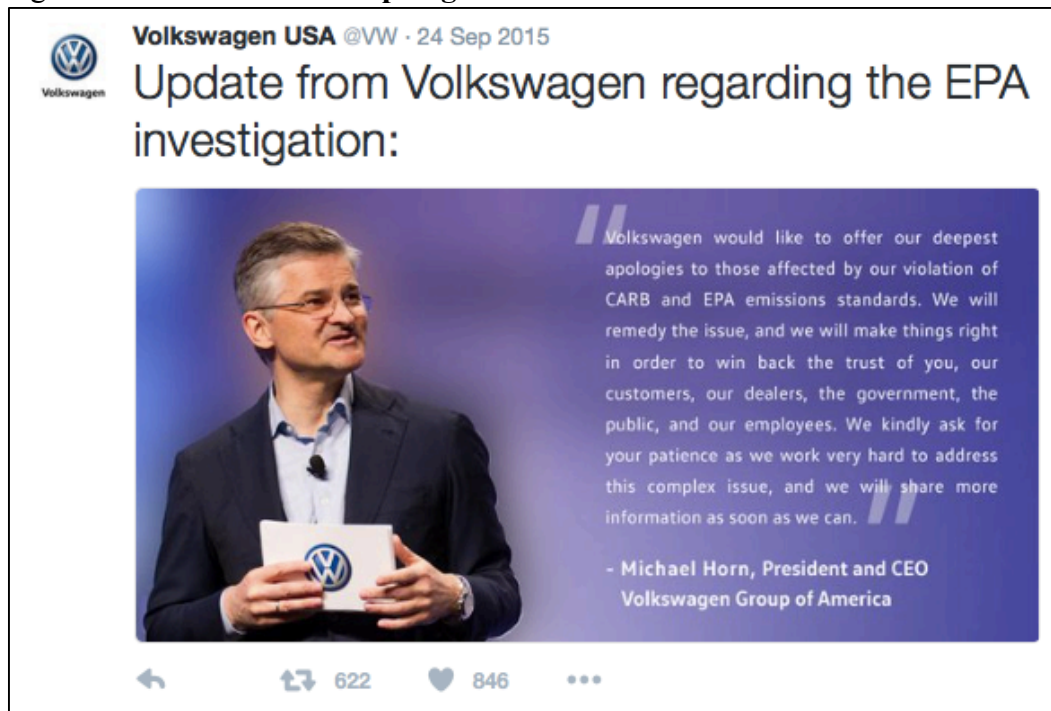 Volkswagen USA @VW · 24 Sep 2015
Volkswagen
Update from Volkswagen regarding the EPA
investigation:
"Volkswagen would like to offer our deepest
apologies to those affected by our violation of
CARB and EPA emissions standards. We will
remedy the issue, and we will make things right
in order to win back the trust of you, our
customers, our dealers, the government, the
public, and our employees. We kindly ask for
your patience as we work very hard to address
this complex issue, and we will share more
information as soon as we can."
- Michael Horn, President and CEO
Volkswagen Group of America
622 846